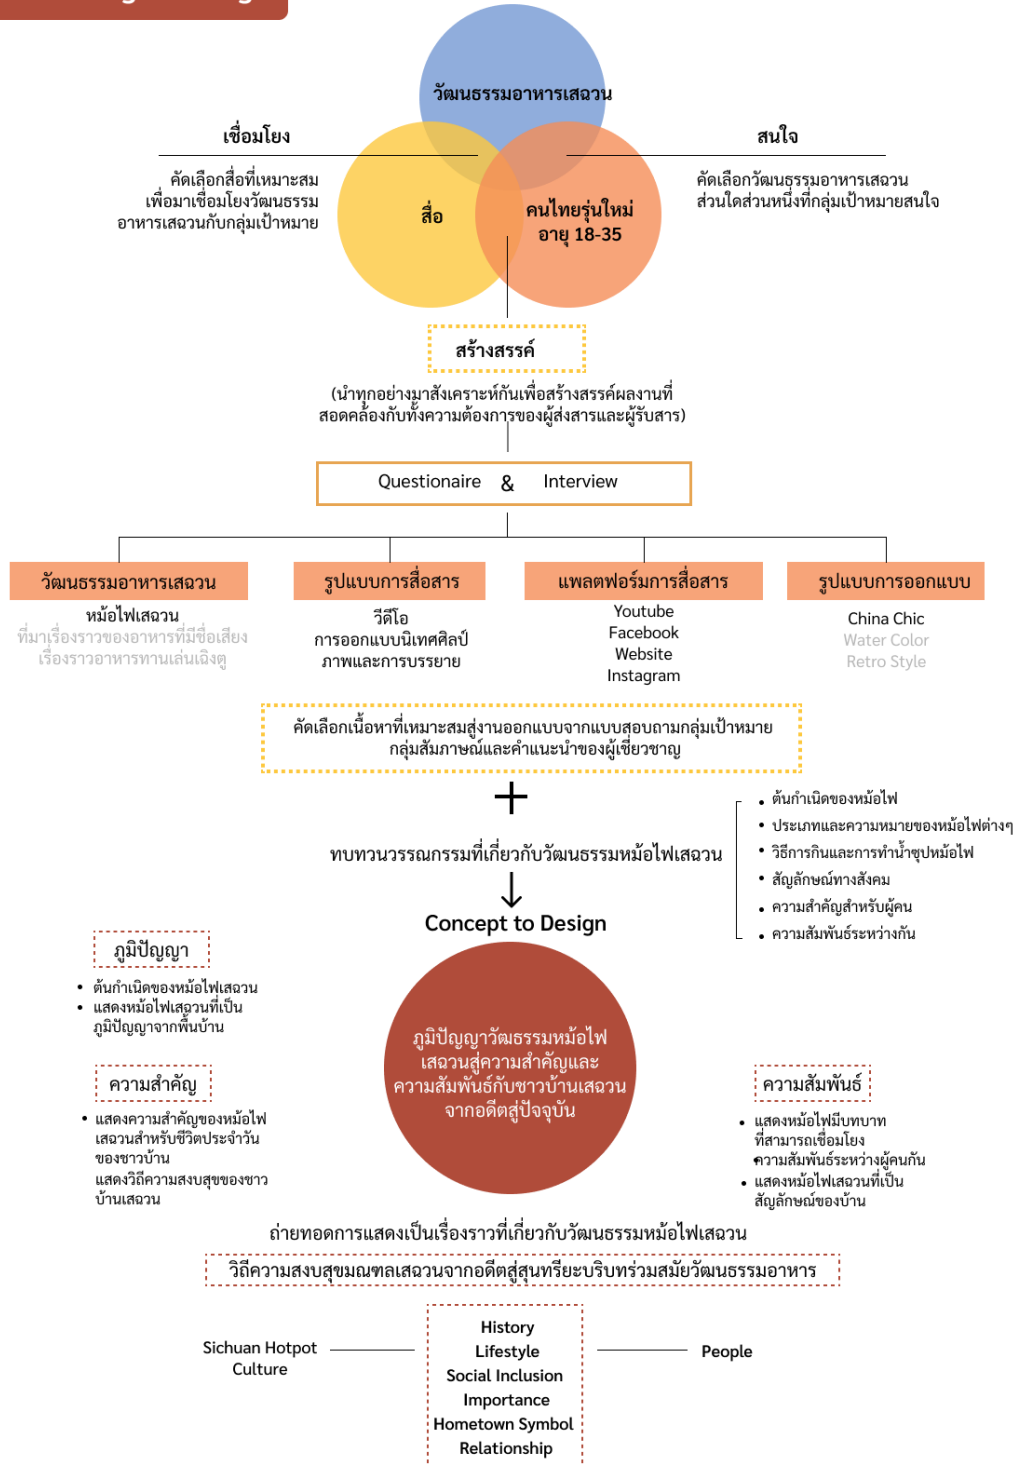 วัฒนธรรมอาหารเสฉวน
เชื่อมโยง
คัดเลือกสื่อที่เหมาะสม
เพื่อมาเชื่อมโยงวัฒนธรรม
อาหารเสฉวนกับกลุ่มเป้าหมาย
สนใจ
คัดเลือกวัฒนธรรมอาหารเสฉวน
ส่วนใดส่วนหนึ่งที่กลุ่มเป้าหมายสนใจ
สื่อ
คนไทยรุ่นใหม่
อายุ 18-35
สร้างสรรค์
(นำทุกอย่างมาสังเคราะห์กันเพื่อสร้างสรรค์ผลงานที่
สอดคล้องกับทั้งความต้องการของผู้ส่งสารและผู้รับสาร)
Questionaire & Interview
วัฒนธรรมอาหารเสฉวน
หม้อไฟเสฉวน
ที่มาเรื่องราวของอาหารที่มีชื่อเสียง
เรื่องราวอาหารทานเล่นเฉิงตู
รูปแบบการสื่อสาร
วีดีโอ
การออกแบบนิเทศศิลป์
ภาพและการบรรยาย
แพลตฟอร์มการสื่อสาร
Youtube
Facebook
Website
Instagram
รูปแบบการออกแบบ
China Chic
Water Color
Retro Style
คัดเลือกเนื้อหาที่เหมาะสมสู่งานออกแบบจากแบบสอบถามกลุ่มเป้าหมาย
กลุ่มสัมภาษณ์และคำแนะนำของผู้เชี่ยวชาญ
+
ทบทวนวรรณกรรมที่เกี่ยวกับวัฒนธรรมหม้อไฟเสฉวน
• ต้นกำเนิดของหม้อไฟ
• ประเภทและความหมายของหม้อไฟต่างๆ
• วิธีการกินและการทำน้ำซุปหม้อไฟ
• สัญลักษณ์ทางสังคม
• ความสำคัญสำหรับผู้คน
• ความสัมพันธ์ระหว่างกัน
Concept to Design
ภูมิปัญญาวัฒธรรมหม้อไฟ
เสฉวนสู่ความสำคัญและ
ความสัมพันธ์กับชาวบ้านเสฉวน
จากอดีตสู่ปัจจุบัน
ภูมิปัญญา
• ต้นกำเนิดของหม้อไฟเสฉวน
• แสดงหม้อไฟเสฉวนที่เป็น
ภูมิปัญญาจากพื้นบ้าน
ความสำคัญ
• แสดงความสำคัญของหม้อไฟ
เสฉวนสำหรับชีวิตประจำวัน
ของชาวบ้าน
แสดงวิถีความสงบสุขของชาว
บ้านเสฉวน
ความสัมพันธ์
• แสดงหม้อไฟมีบทบาท
ที่สามารถเชื่อมโยง
•ความสัมพันธ์ระหว่างผู้คนกัน
• แสดงหม้อไฟเสฉวนที่เป็น
สัญลักษณ์ของบ้าน
ถ่ายทอดการแสดงเป็นเรื่องราวที่เกี่ยวกับวัฒนธรรมหม้อไฟเสฉวน
วิถีความสงบสุขมณฑลเสฉวนจากอดีตสู่สุนทรียะบริบทร่วมสมัยวัฒนธรรมอาหาร
Sichuan Hotpot
Culture
History
Lifestyle
Social Inclusion
Importance
Hometown Symbol
Relationship
People